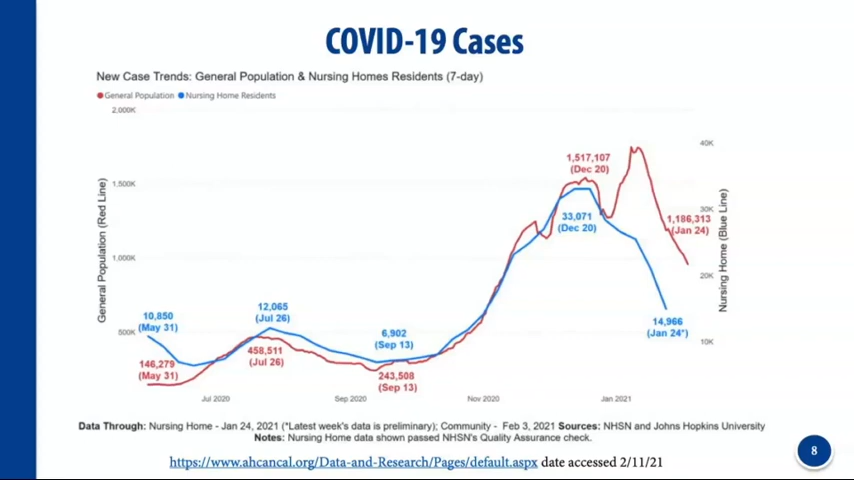 COVID-19 Cases
New Case Trends: General Population & Nursing Homes Residents (7-day)
General Population Nursing Home Residents
2,000K
1,500K
1,000K
500K
General Population (Red Line)
40K
30K
20K
10K
Nursing Home (Blue Line)
1,517,107
(Dec 20)
33,071
(Dec 20)
1,186,313
(Jan 24)
14,966
(Jan 24*)
10,850
(May 31)
12,065
(Jul 26)
6,902
(Sep 13)
146,279
(May 31)
458,511
(Jul 26)
243,508
(Sep 13)
Jul 2020 Sep 2020 Nov 2020 Jan 2021
Data Through: Nursing Home - Jan 24, 2021 (*Latest week's data is preliminary); Community - Feb 3, 2021 Sources: NHSN and Johns Hopkins University
Notes: Nursing Home data shown passed NHSN's Quality Assurance check.
https://www.ahcancal.org/Data-and-Research/Pages/default.aspx date accessed 2/11/21
8